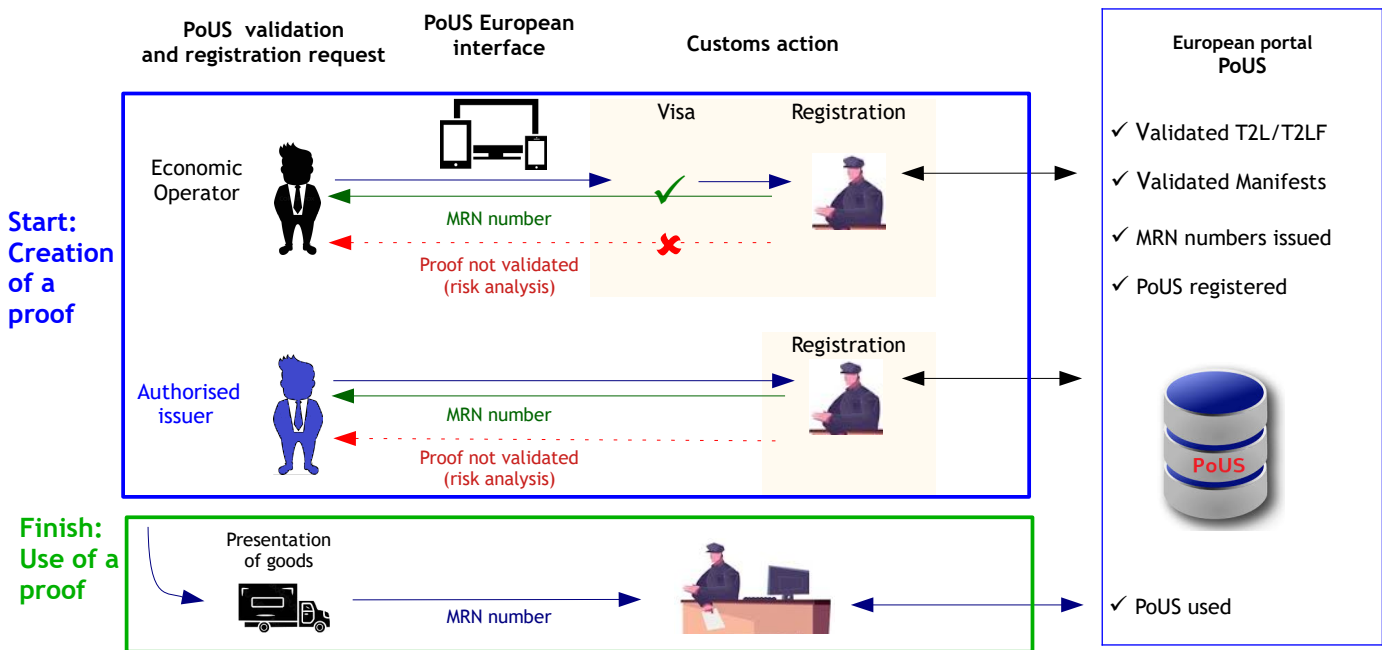 PoUS validation
and registration request
PoUS European
interface
Customs action
European portal
PoUS
Start:
Creation
of a
proof
Economic
Operator
Visa
Registration
MRN number
Proof not validated
(risk analysis)
Authorised
issuer
Registration
MRN number
Proof not validated
(risk analysis)
✓ Validated T2L/T2LF
✓ Validated Manifests
✓ MRN numbers issued
✓ PoUS registered
PoUS
Finish:
Use of a
proof
Presentation
of goods
MRN number
✓ PoUS used